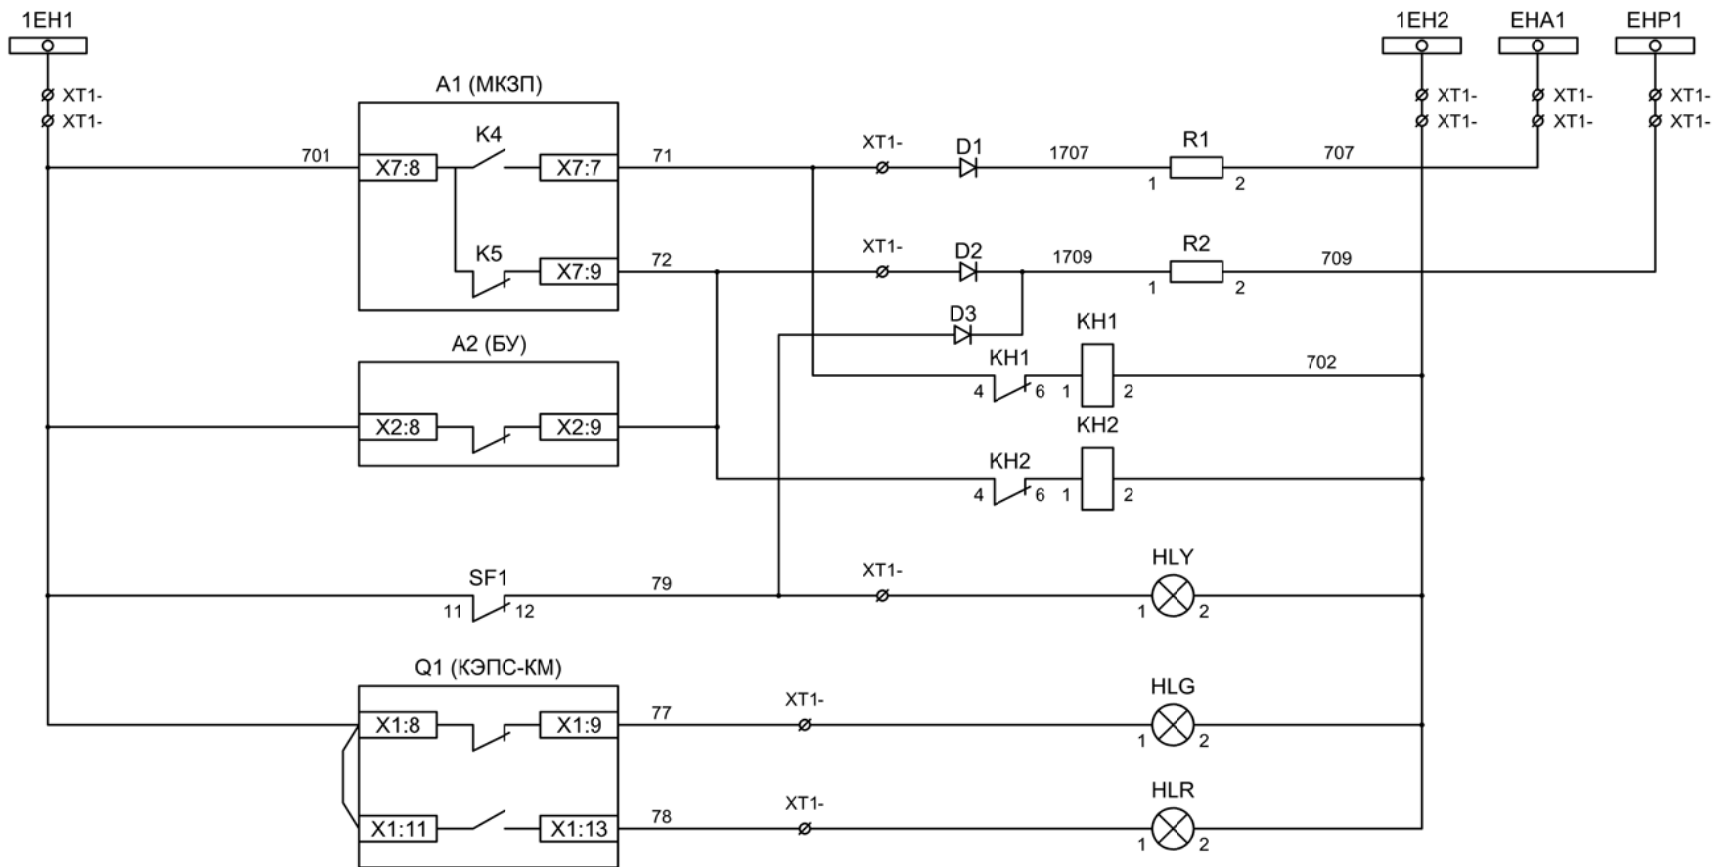 1EH1
1EH2 EHA1 EHP1
A1 (МКЗП)
XT1-
XT1- XT1- XT1-
XT1-
XT1- XT1- XT1-
K4
XT1- D1 R1
701 X7:8 X7:7 71 1707 707
1 2
K5
XT1- D2 R2
X7:9 72 1709 709
1 2
D3
KH1
A2 (БУ)
KH1 702
4 6 1 2
X2:8 X2:9
KH2
KH2
4 6 1 2
HLY
SF1 79 XT1-
11 12 1 2
Q1 (КЭПС-КМ)
HLG
X1:8 X1:9 77 XT1-
1 2
HLR
X1:11 X1:13 78 XT1-
1 2